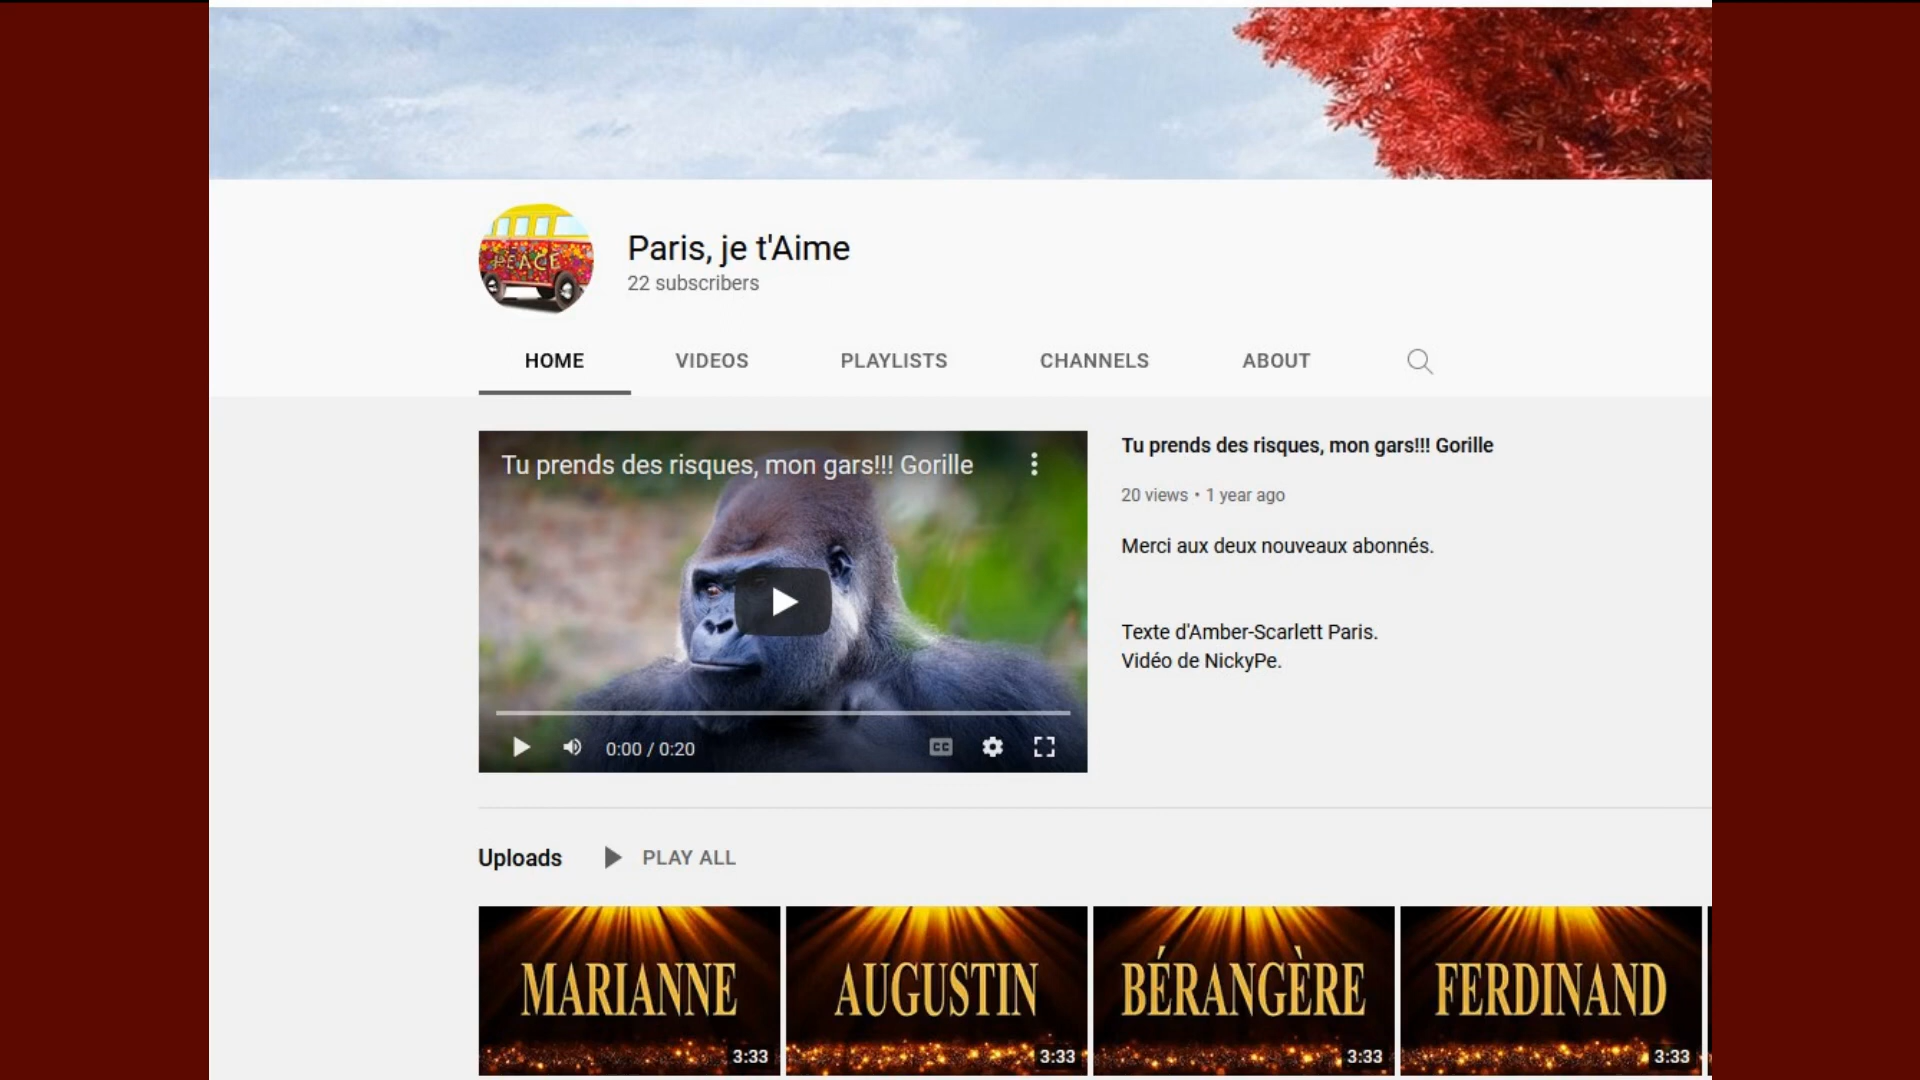 PEACE
Paris, je t'Aime
22 subscribers
HOME VIDEOS PLAYLISTS CHANNELS ABOUT
Tu prends des risques, mon gars!!! Gorille
Tu prends des risques, mon gars!!! Gorille
20 views • 1 year ago
Merci aux deux nouveaux abonnés.
Texte d'Amber-Scarlett Paris.
Vidéo de NickyPe.
0:00 / 0:20 CC
Uploads PLAY ALL
MARIANNE AUGUSTIN BÉRANGÈRE FERDINAND
3:33 3:33 3:33 3:33